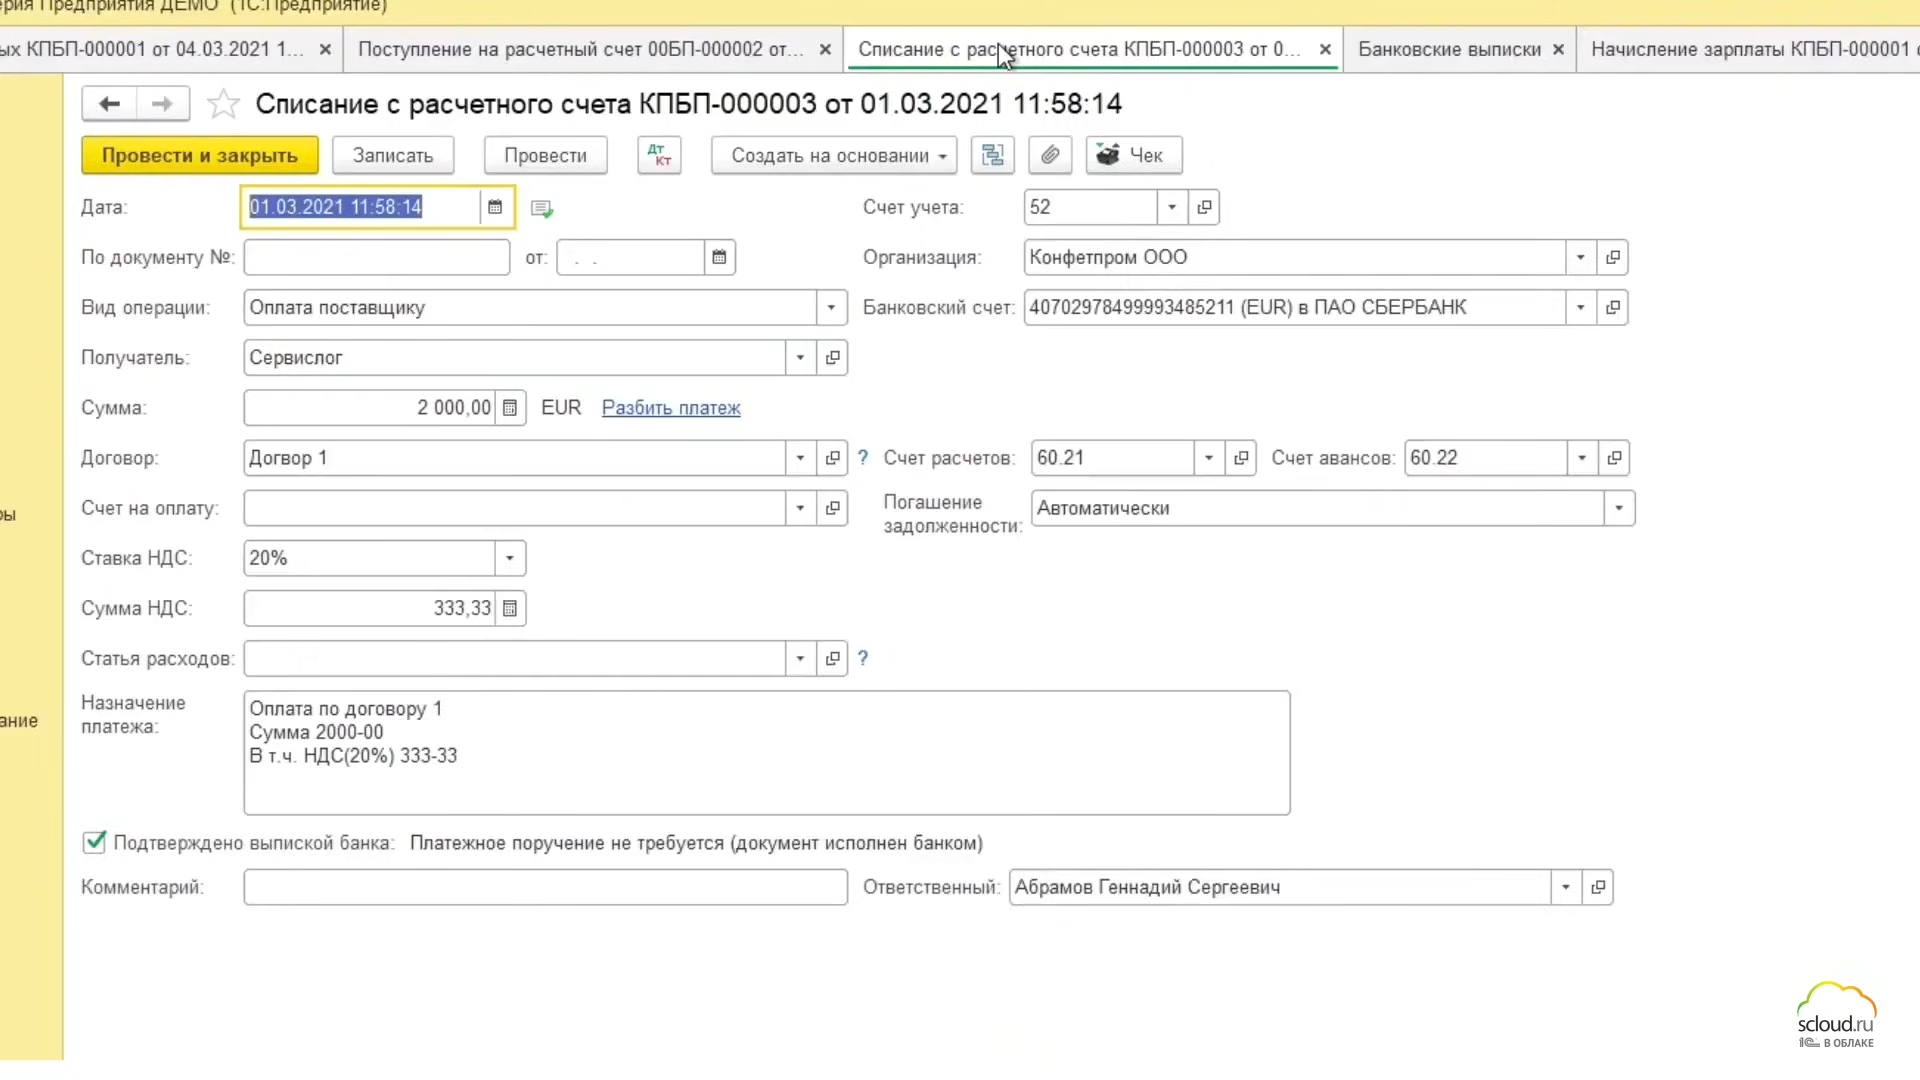 ерия Предприятия ДЕМО (1С:Предприятие)
ых КПБП-000001 от 04.03.2021 1... × Поступление на расчетный счет 00БП-000002 от... × Списание с расчетного счета КПБП-000003 от 0... × Банковские выписки × Начисление зарплаты КПБП-000001
Списание с расчетного счета КПБП-000003 от 01.03.2021 11:58:14
Провести и закрыть Записать Провести Дт Кт Создать на основании Чек
Дата: 01.03.2021 11:58:14 Счет учета: 52
По документу №: от: . . Организация: Конфетпром ООО
Вид операции: Оплата поставщику Банковский счет: 40702978499993485211 (EUR) в ПАО СБЕРБАНК
Получатель: Сервислог
Сумма: 2 000,00 EUR Разбить платеж
Договор: Догвор 1 ? Счет расчетов: 60.21 Счет авансов: 60.22
Счет на оплату: Погашение задолженности: Автоматически
ры
Ставка НДС: 20%
Сумма НДС: 333,33
Статья расходов: ?
Назначение платежа: Оплата по договору 1
Сумма 2000-00
В т.ч. НДС(20%) 333-33
ание
Подтверждено выпиской банка: Платежное поручение не требуется (документ исполнен банком)
Комментарий: Ответственный: Абрамов Геннадий Сергеевич
scloud.ru
1С В ОБЛАКЕ